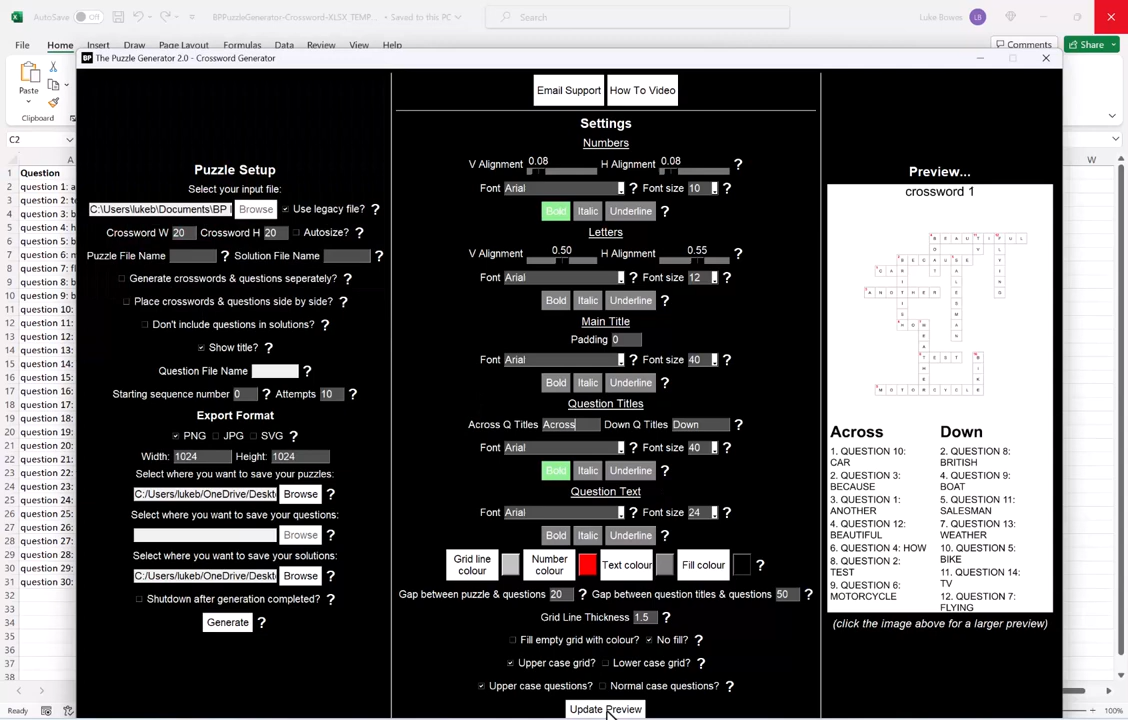 AutoSave Off BPPuzzleGenerator-Crossword-XLSX TEMP... • Saved to this PC Search Luke Bowes LB
File Home Insert Draw Page Layout Formulas Data Review View Help Comments Share
BP The Puzzle Generator 2.0 - Crossword Generator
Paste
Clipboard
C2
A
W
1 Question
2 question 1: a
3 question 2: t
4 question 3: b
5 question 4: h
6 question 5: b
7 question 6: m
8 question 7: fl
9 question 8: b
10 question 9: b
11 question 10:
12 question 11:
13 question 12:
14 question 13:
15 question 14:
16 question 15:
17 question 16:
18 question 17:
19 question 18:
20 question 19:
21 question 20:
22 question 21:
23 question 22:
24 question 23:
25 question 24:
26 question 25:
27 question 26:
28 question 27:
29 question 28:
30 question 29:
31 question 30:
32
33
34
35
36
37
38
Ready
100%
Puzzle Setup
Select your input file:
C:\Users\lukeb\Documents\BP Browse Use legacy file? ?
Crossword W 20 Crossword H 20 Autosize? ?
Puzzle File Name Solution File Name ?
Generate crosswords & questions seperately? ?
Place crosswords & questions side by side? ?
Don't include questions in solutions? ?
Show title? ?
Question File Name ?
Starting sequence number 0 ? Attempts 10 ?
Export Format
PNG JPG SVG ?
Width: 1024 Height: 1024
Select where you want to save your puzzles:
C:/Users/lukeb/OneDrive/Deskt Browse ?
Select where you want to save your questions:
Browse ?
Select where you want to save your solutions:
C:/Users/lukeb/OneDrive/Deskt Browse ?
Shutdown after generation completed? ?
Generate ?
Email Support How To Video
Settings
Numbers
V Alignment 0.08 H Alignment 0.08 ?
Font Arial ? Font size 10 ?
Bold Italic Underline ?
Letters
V Alignment 0.50 H Alignment 0.55 ?
Font Arial ? Font size 12 ?
Bold Italic Underline ?
Main Title
Padding 0
Font Arial ? Font size 40 ?
Bold Italic Underline ?
Question Titles
Across Q Titles Across Down Q Titles Down ?
Font Arial ? Font size 40 ?
Bold Italic Underline ?
Question Text
Font Arial ? Font size 24 ?
Bold Italic Underline ?
Grid line colour Number colour Text colour Fill colour ?
Gap between puzzle & questions 20 ? Gap between question titles & questions 50 ?
Grid Line Thickness 1.5 ?
Fill empty grid with colour? No fill? ?
Upper case grid? Lower case grid? ?
Upper case questions? Normal case questions? ?
Update Preview
Preview...
crossword 1
Across
1. QUESTION 10:
CAR
2. QUESTION 3:
BECAUSE
3. QUESTION 1:
ANOTHER
4. QUESTION 12:
BEAUTIFUL
6. QUESTION 4: HOW
8. QUESTION 2:
TEST
9. QUESTION 6:
MOTORCYCLE
Down
2. QUESTION 8:
BRITISH
4. QUESTION 9:
BOAT
5. QUESTION 11:
SALESMAN
7. QUESTION 13:
WEATHER
10. QUESTION 5:
BIKE
11. QUESTION 14:
TV
12. QUESTION 7:
FLYING
(click the image above for a larger preview)